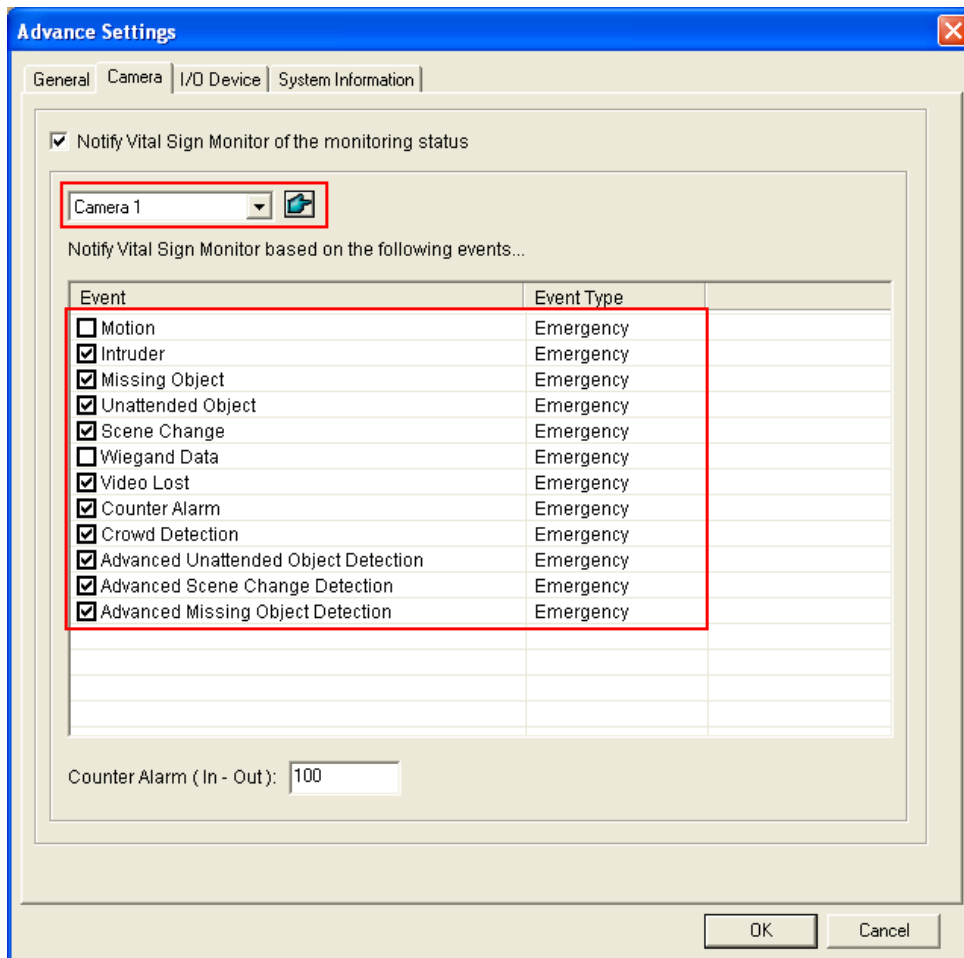 Advance Settings
General Camera I/O Device System Information
Notify Vital Sign Monitor of the monitoring status
Camera 1
Notify Vital Sign Monitor based on the following events...
Event Event Type
Motion Emergency
Intruder Emergency
Missing Object Emergency
Unattended Object Emergency
Scene Change Emergency
Wiegand Data Emergency
Video Lost Emergency
Counter Alarm Emergency
Crowd Detection Emergency
Advanced Unattended Object Detection Emergency
Advanced Scene Change Detection Emergency
Advanced Missing Object Detection Emergency
Counter Alarm ( In - Out ): 100
OK Cancel